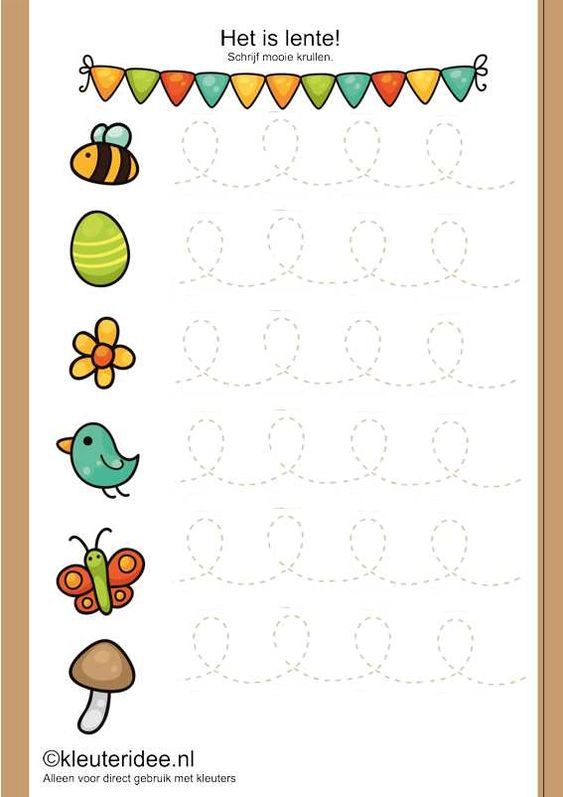 Het is lente!
Schrijf mooie krullen.
©kleuteridee.nl
Alleen voor direct gebruik met kleuters